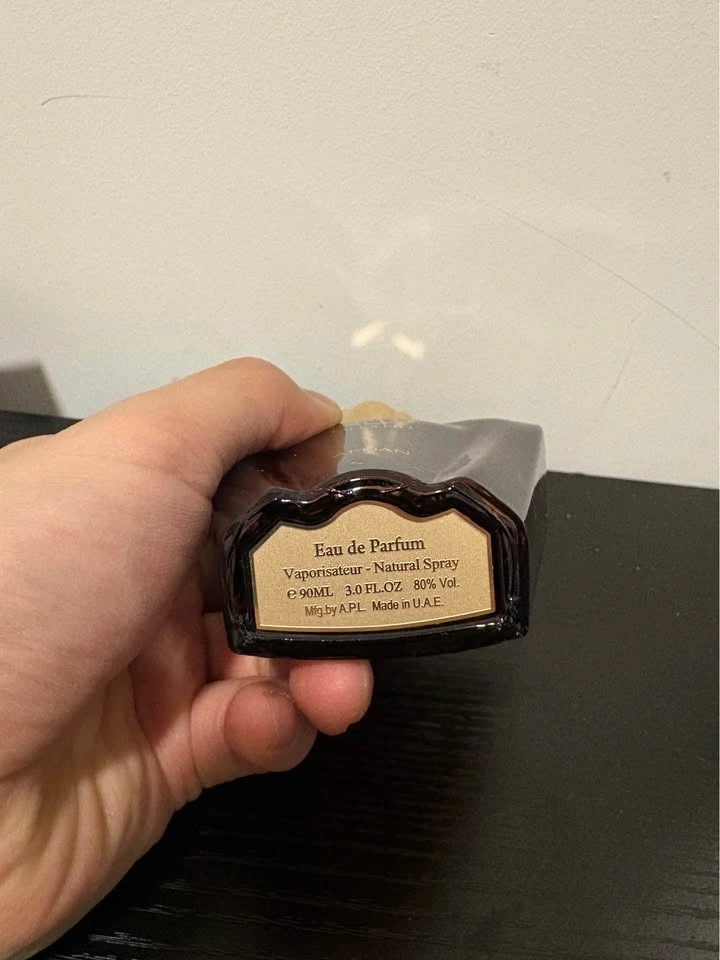 Eau de Parfum
Vaporisateur - Natural Spray
℮ 90ML 3.0 FL.OZ 80% Vol.
Mfg.by A.P.L. Made in U.A.E.